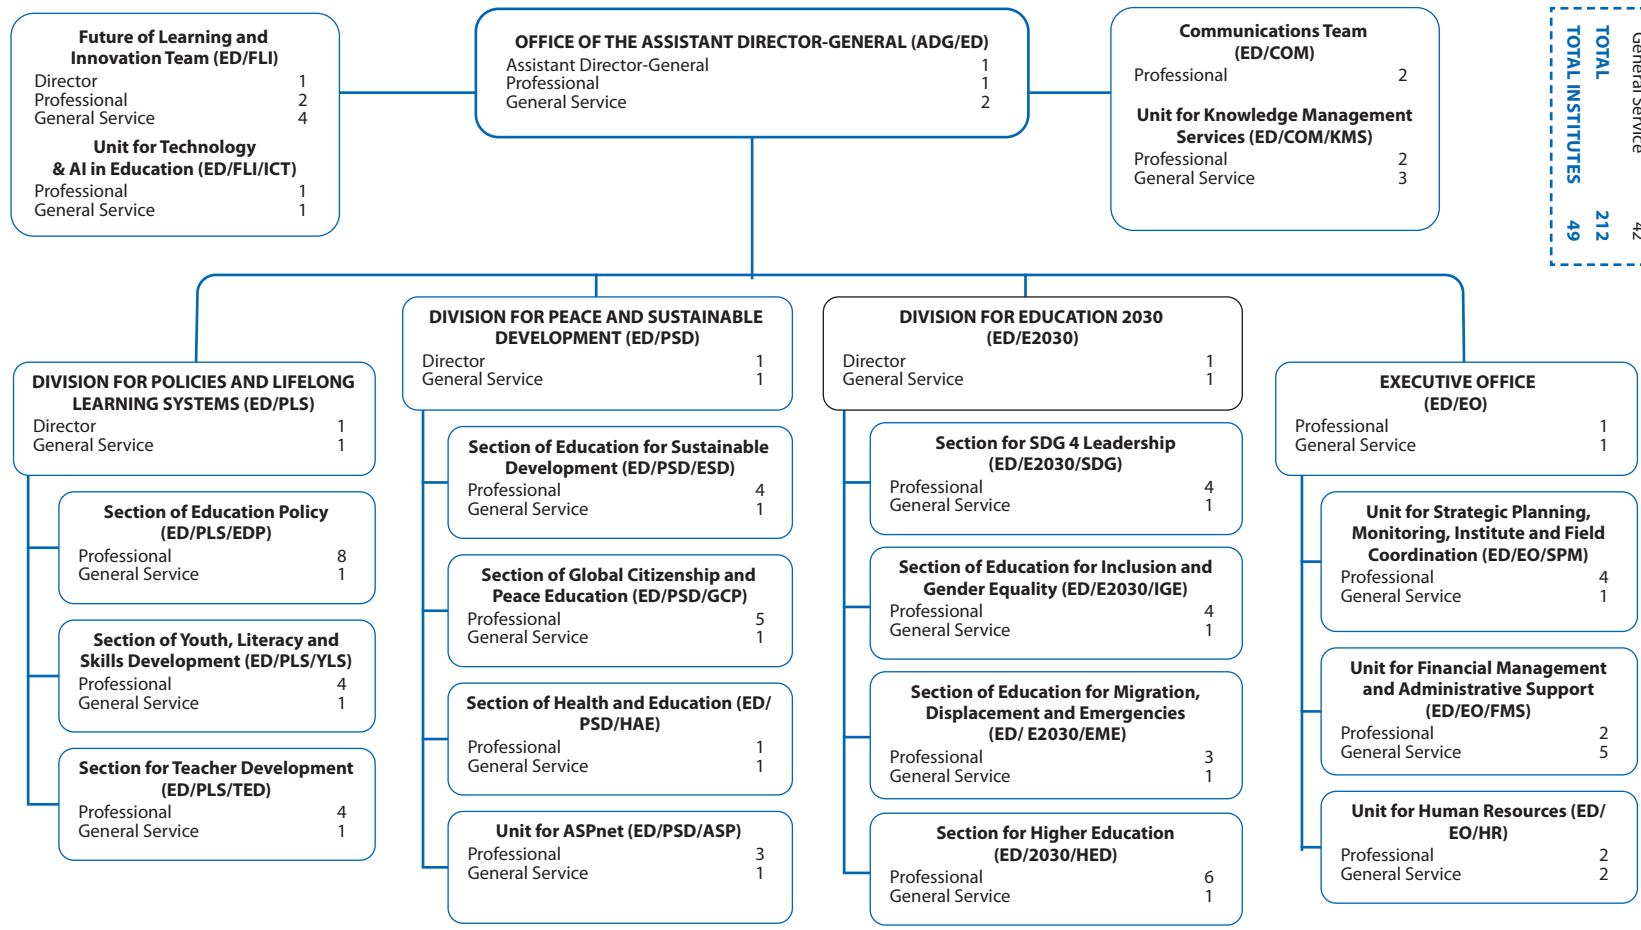 Future of Learning and
Innovation Team (ED/FLI)
Director 1
Professional 2
General Service 4
Unit for Technology
& AI in Education (ED/FLI/ICT)
Professional 1
General Service 1
OFFICE OF THE ASSISTANT DIRECTOR-GENERAL (ADG/ED)
Assistant Director-General 1
Professional 1
General Service 2
Communications Team
(ED/COM)
Professional 2
Unit for Knowledge Management
Services (ED/COM/KMS)
Professional 2
General Service 3
General Service 42
TOTAL 212
TOTAL INSTITUTES 49
DIVISION FOR POLICIES AND LIFELONG
LEARNING SYSTEMS (ED/PLS)
Director 1
General Service 1
Section of Education Policy
(ED/PLS/EDP)
Professional 8
General Service 1
Section of Youth, Literacy and
Skills Development (ED/PLS/YLS)
Professional 4
General Service 1
Section for Teacher Development
(ED/PLS/TED)
Professional 4
General Service 1
DIVISION FOR PEACE AND SUSTAINABLE
DEVELOPMENT (ED/PSD)
Director 1
General Service 1
Section of Education for Sustainable
Development (ED/PSD/ESD)
Professional 4
General Service 1
Section of Global Citizenship and
Peace Education (ED/PSD/GCP)
Professional 5
General Service 1
Section of Health and Education (ED/
PSD/HAE)
Professional 1
General Service 1
Unit for ASPnet (ED/PSD/ASP)
Professional 3
General Service 1
DIVISION FOR EDUCATION 2030
(ED/E2030)
Director 1
General Service 1
Section for SDG 4 Leadership
(ED/E2030/SDG)
Professional 4
General Service 1
Section of Education for Inclusion and
Gender Equality (ED/E2030/IGE)
Professional 4
General Service 1
Section of Education for Migration,
Displacement and Emergencies
(ED/ E2030/EME)
Professional 3
General Service 1
Section for Higher Education
(ED/2030/HED)
Professional 6
General Service 1
EXECUTIVE OFFICE
(ED/EO)
Professional 1
General Service 1
Unit for Strategic Planning,
Monitoring, Institute and Field
Coordination (ED/EO/SPM)
Professional 4
General Service 1
Unit for Financial Management
and Administrative Support
(ED/EO/FMS)
Professional 2
General Service 5
Unit for Human Resources (ED/
EO/HR)
Professional 2
General Service 2